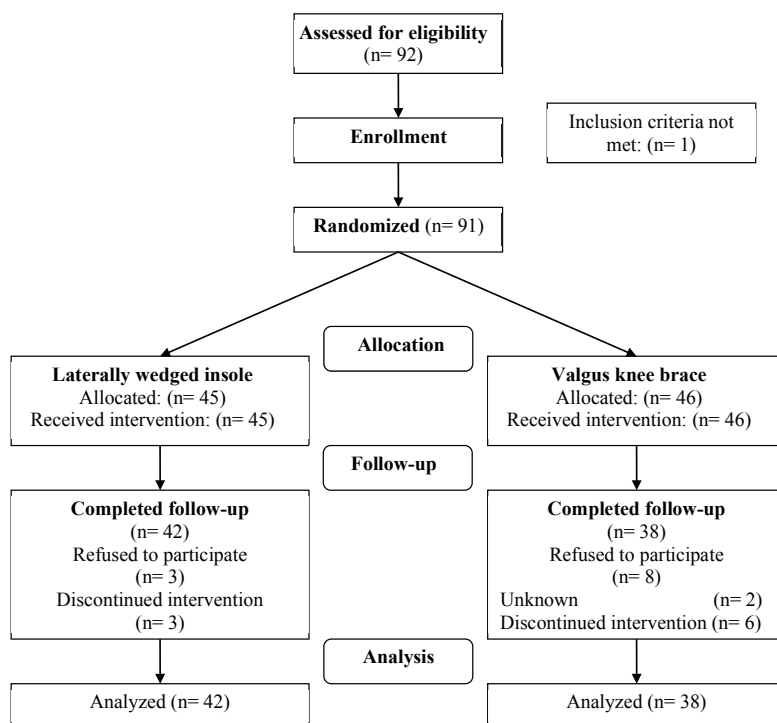 Assessed for eligibility
(n= 92)
Enrollment
Inclusion criteria not
met: (n= 1)
Randomized (n= 91)
Allocation
Laterally wedged insole
Allocated: (n= 45)
Received intervention: (n= 45)
Valgus knee brace
Allocated: (n= 46)
Received intervention: (n= 46)
Follow-up
Completed follow-up
(n= 42)
Refused to participate
(n= 3)
Discontinued intervention
(n= 3)
Completed follow-up
(n= 38)
Refused to participate
(n= 8)
Unknown (n= 2)
Discontinued intervention (n= 6)
Analysis
Analyzed (n= 42)
Analyzed (n= 38)